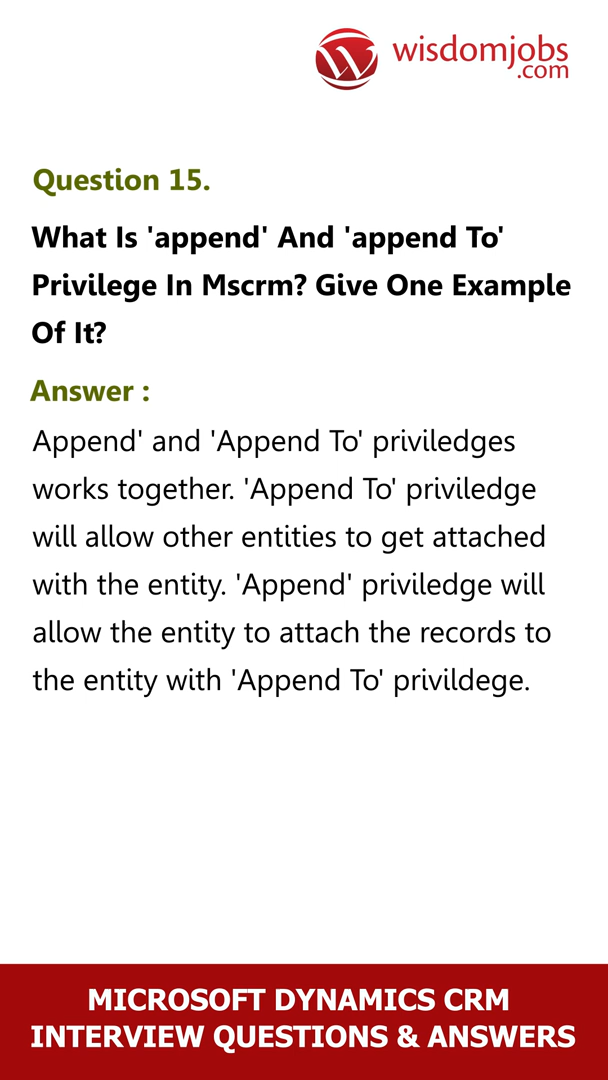 wisdomjobs
.com
Question 15.
What Is 'append' And 'append To'
Privilege In Mscrm? Give One Example
Of It?
Answer :
Append' and 'Append To' priviledges
works together. 'Append To' priviledge
will allow other entities to get attached
with the entity. 'Append' priviledge will
allow the entity to attach the records to
the entity with 'Append To' privildege.
MICROSOFT DYNAMICS CRM
INTERVIEW QUESTIONS & ANSWERS